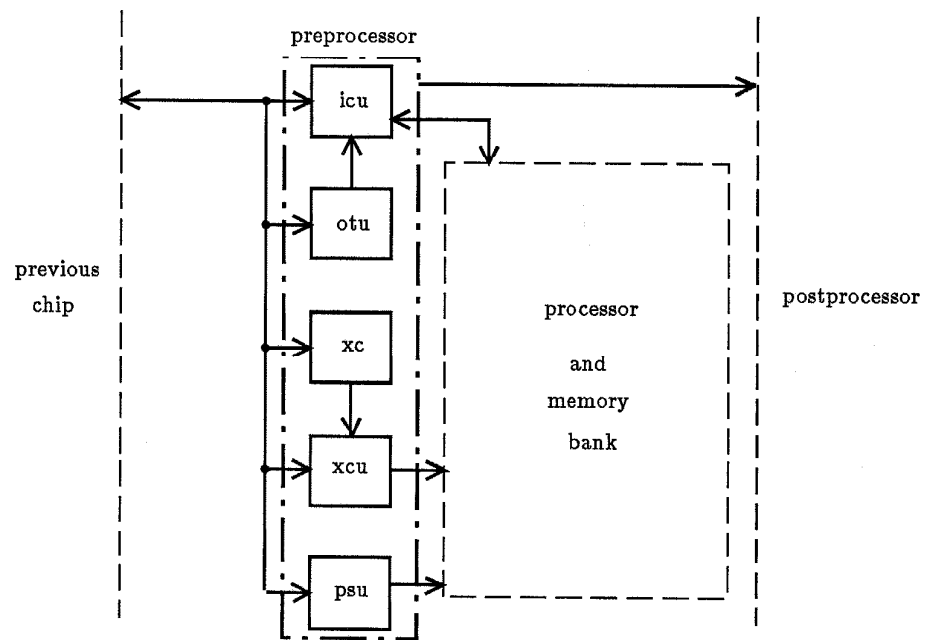 preprocessor
icu
otu
previous
chip
xc
xcu
psu
processor
and
memory
bank
postprocessor